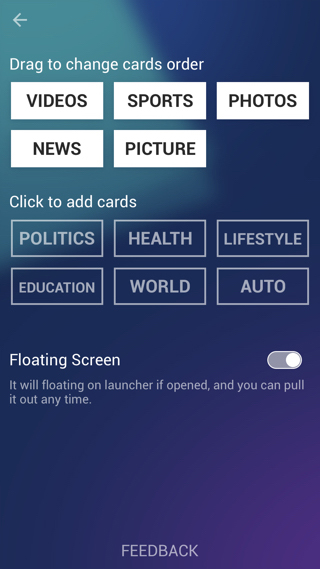 Drag to change cards order
VIDEOS SPORTS PHOTOS
NEWS PICTURE
Click to add cards
POLITICS HEALTH LIFESTYLE
EDUCATION WORLD AUTO
Floating Screen
It will floating on launcher if opened, and you can pull
it out any time.
FEEDBACK